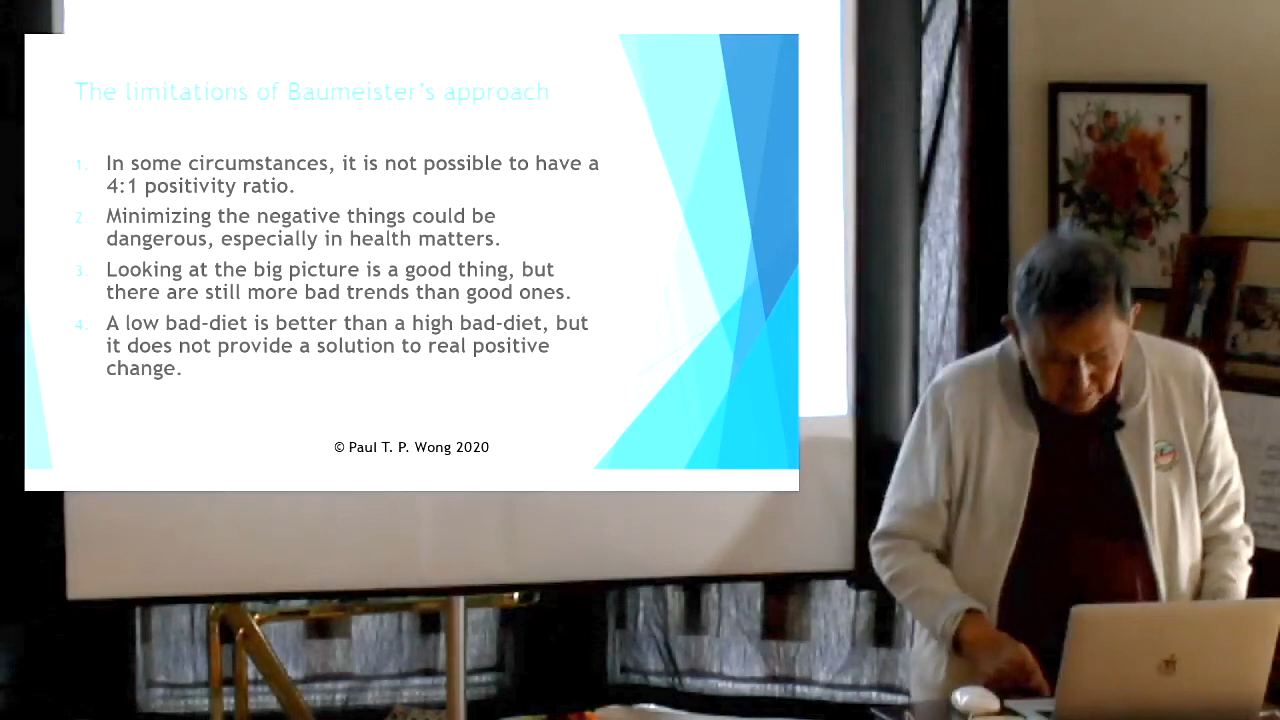 The limitations of Baumeister's approach
1. In some circumstances, it is not possible to have a
4:1 positivity ratio.
2. Minimizing the negative things could be
dangerous, especially in health matters.
3. Looking at the big picture is a good thing, but
there are still more bad trends than good ones.
4. A low bad-diet is better than a high bad-diet, but
it does not provide a solution to real positive
change.
© Paul T. P. Wong 2020